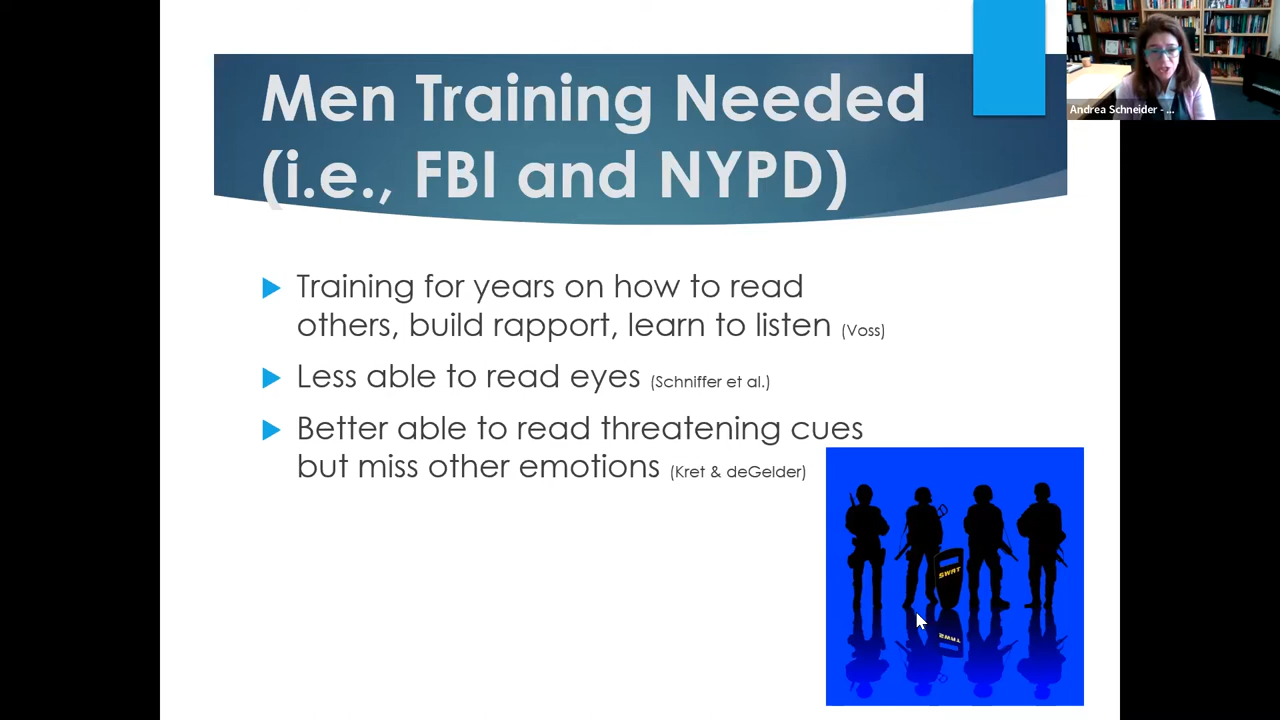 Men Training Needed
(i.e., FBI and NYPD)
Andrea Schneider - ...
Training for years on how to read
others, build rapport, learn to listen (Voss)
Less able to read eyes (Schniffer et al.)
Better able to read threatening cues
but miss other emotions (Kret & deGelder)
SWAT